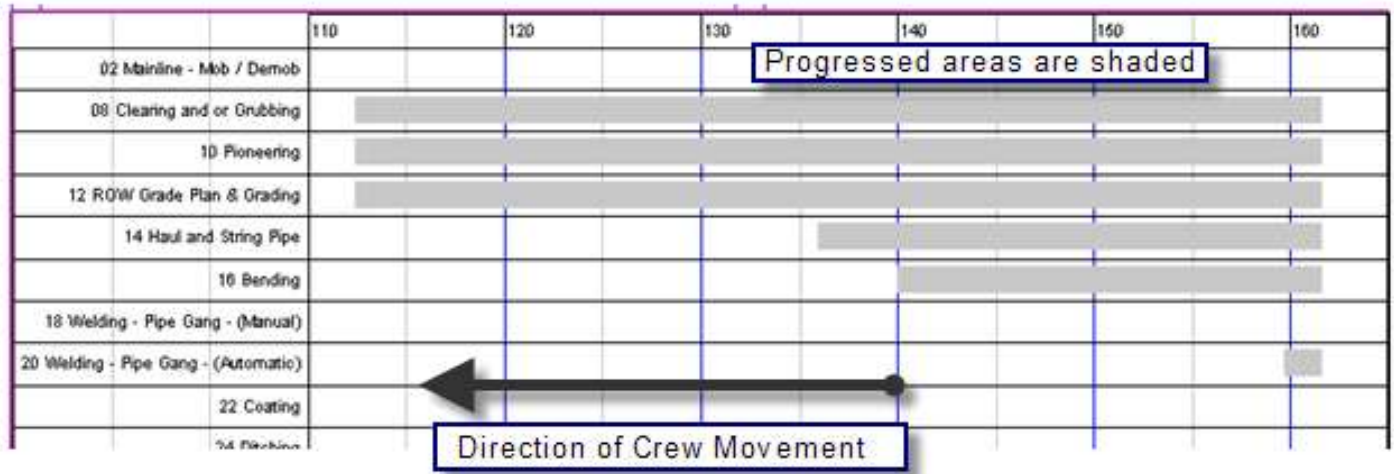 110 120 130 140 150 160
02 Mainline - Mob / Demob
Progressed areas are shaded
08 Clearing and or Grubbing
10 Pioneering
12 ROW Grade Plan & Grading
14 Haul and String Pipe
16 Bending
18 Welding - Pipe Gang - (Manual)
20 Welding - Pipe Gang - (Automatic)
22 Coating
24 Ditching
Direction of Crew Movement